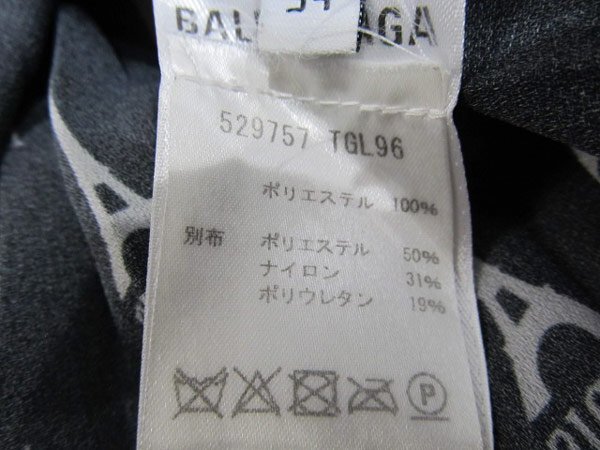 34
BALENCIAGA
529757 TGL96
ポリエステル 100%
別布 ポリエステル 50%
ナイロン 31%
ポリウレタン 19%
P